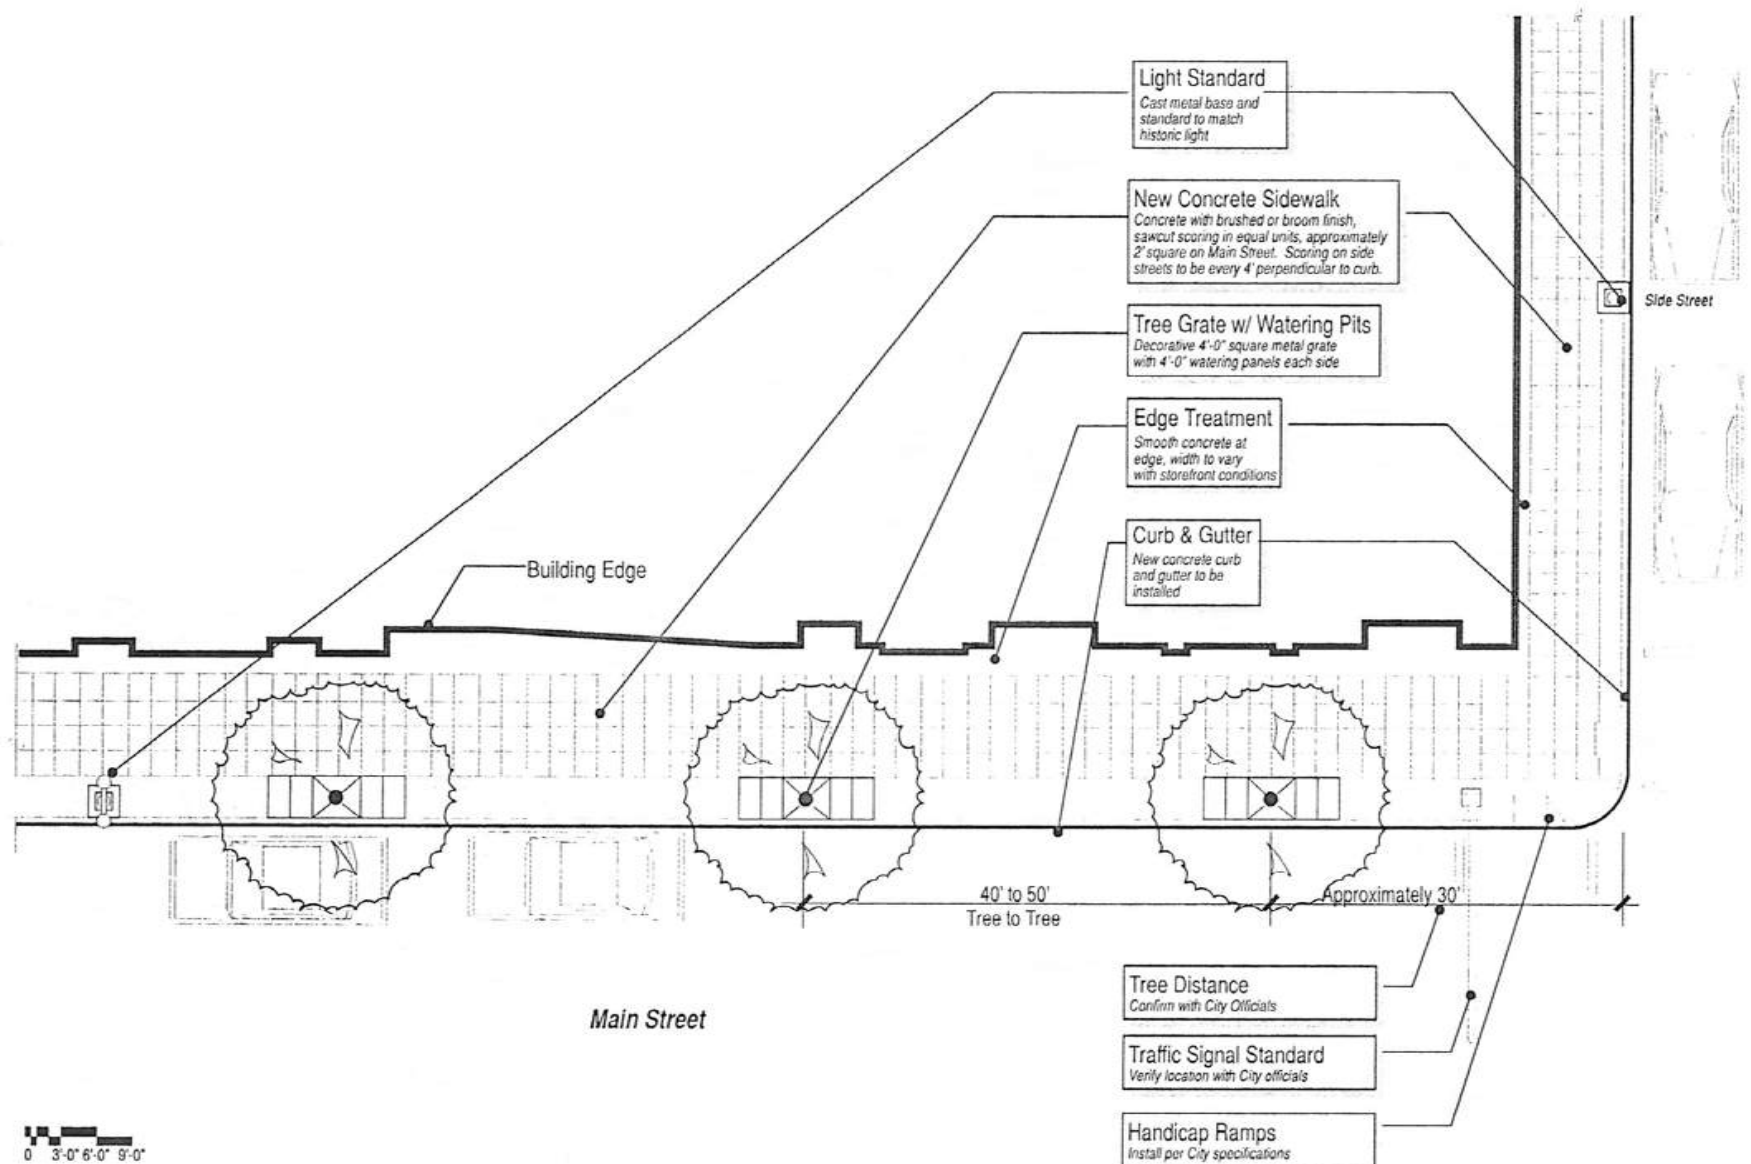 Light Standard
Cast metal base and
standard to match
historic light
New Concrete Sidewalk
Concrete with brushed or broom finish,
sawcut scoring in equal units, approximately
2' square on Main Street. Scoring on side
streets to be every 4' perpendicular to curb.
Side Street
Tree Grate w/ Watering Pits
Decorative 4'-0" square metal grate
with 4'-0" watering panels each side
Edge Treatment
Smooth concrete at
edge, width to vary
with storefront conditions
Curb & Gutter
New concrete curb
and gutter to be
installed
Building Edge
40' to 50'
Tree to Tree
Approximately 30'
Tree Distance
Confirm with City Officials
Main Street
Traffic Signal Standard
Verify location with City officials
Handicap Ramps
Install per City specifications
0 3'-0" 6'-0" 9'-0"